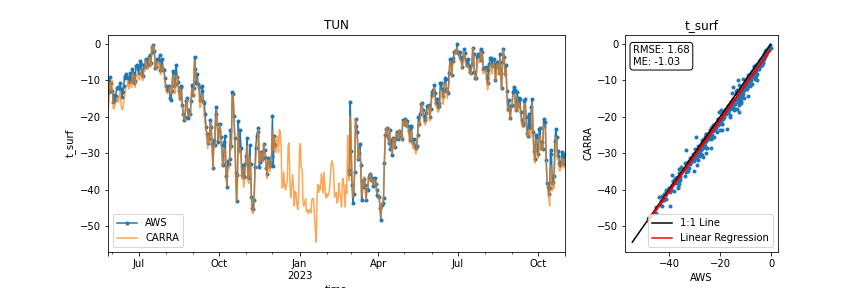 TUN
t_surf
0
−10
−20
−30
−40
−50
t_surf
AWS
CARRA
Jul
Oct
Jan
2023
Apr
Jul
Oct
time
t_surf
RMSE: 1.68
ME: -1.03
0
−10
−20
−30
−40
−50
CARRA
1:1 Line
Linear Regression
−40
−20
0
AWS